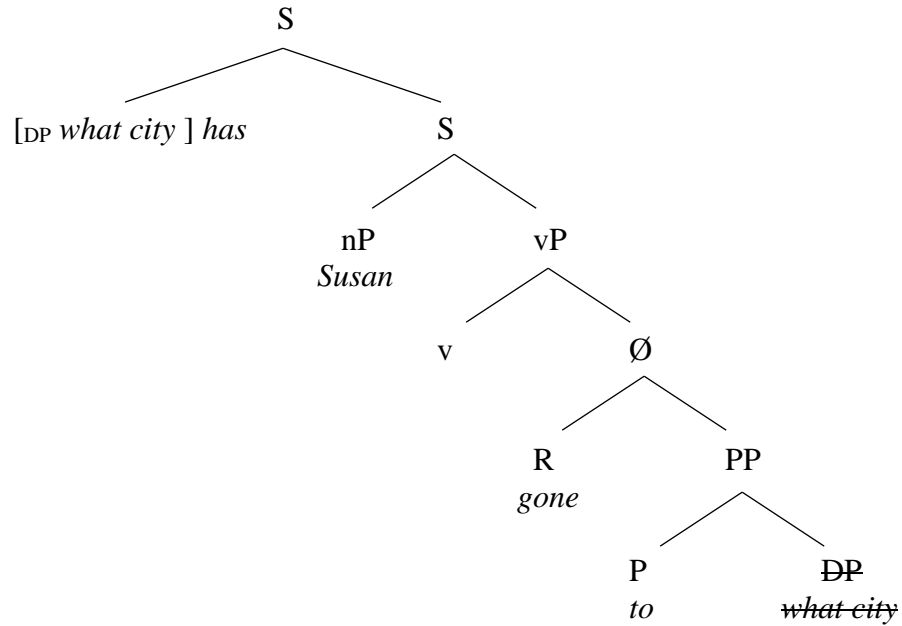 S
[DP what city ] has
S
nP
vP
Susan
v
Ø
R
PP
gone
P
DP
to
what city